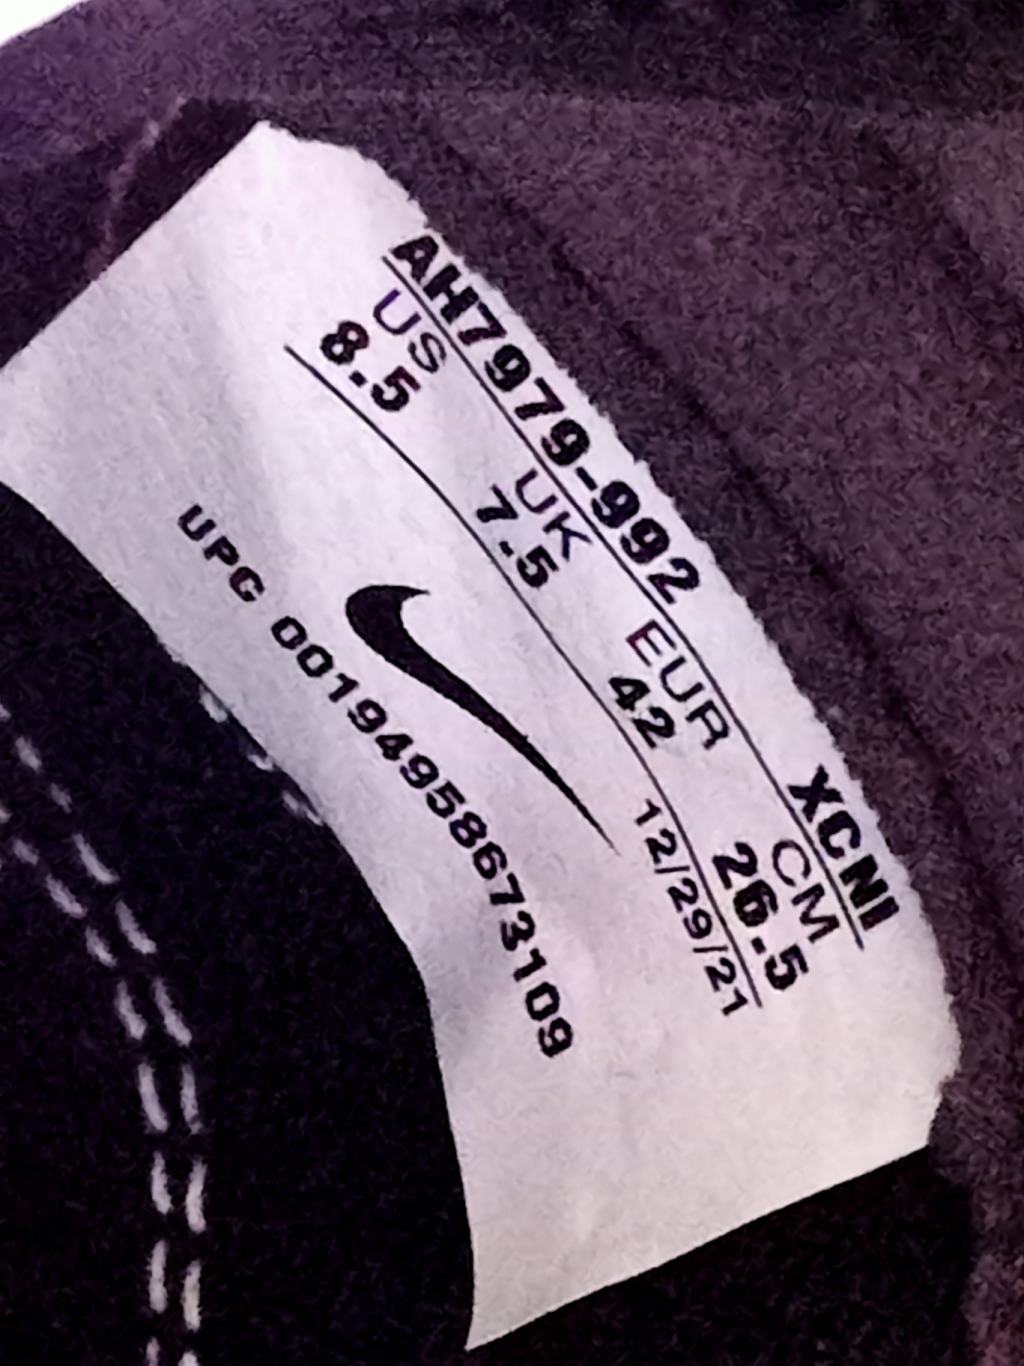 AH7979-992 XCNI
US UK EUR CM
8.5 7.5 42 26.5
12/29/21
UPC 00194958673109